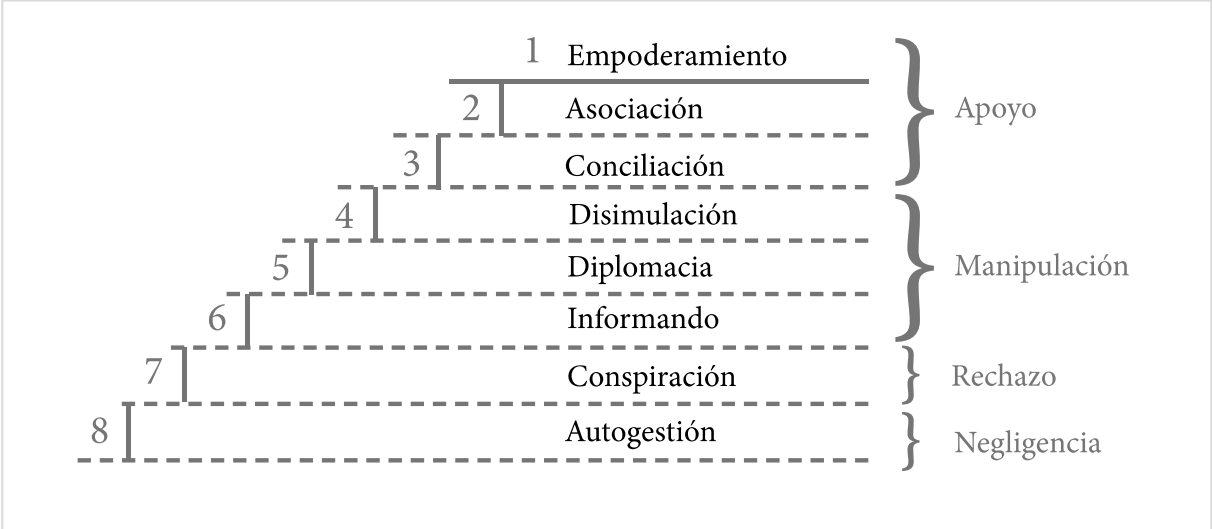 1 Empoderamiento
2 Asociación
Apoyo
3 Conciliación
4 Disimulación
5 Diplomacia
Manipulación
6 Informando
7 Conspiración
Rechazo
8 Autogestión
Negligencia